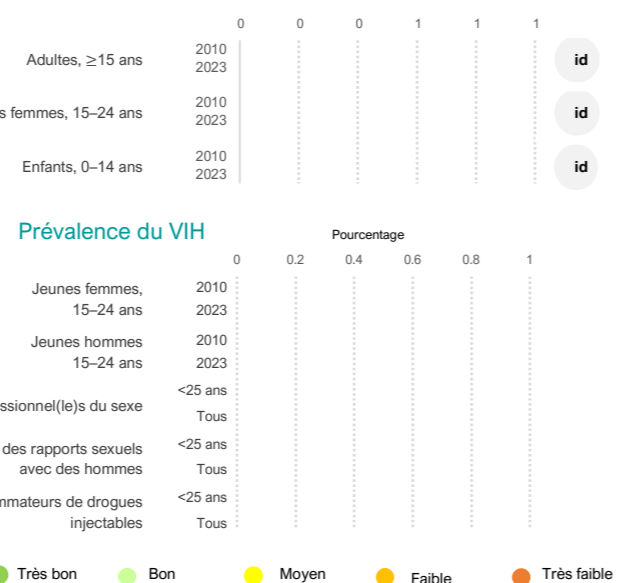 0 0 0 1 1 1
Adultes, ≥15 ans 2010 2023 id
femmes, 15–24 ans 2010 2023 id
Enfants, 0–14 ans 2010 2023 id
Prévalence du VIH
Pourcentage
0 0.2 0.4 0.6 0.8 1
Jeunes femmes, 2010
15–24 ans 2023
Jeunes hommes 2010
15–24 ans 2023
<25 ans
ssionnel(le)s du sexe
Tous
des rapports sexuels <25 ans
avec des hommes Tous
mmateurs de drogues <25 ans
injectables Tous
Très bon Bon Moyen Faible Très faible